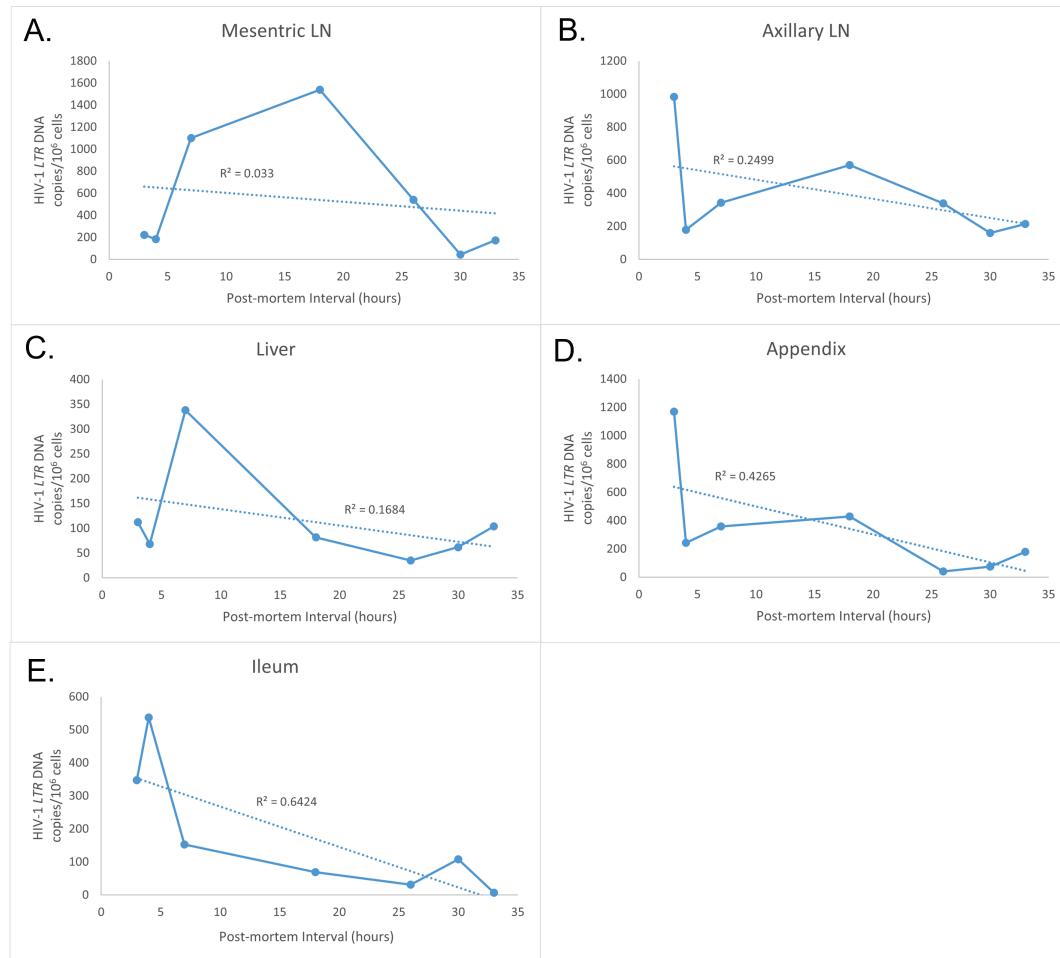 A.
Mesentric LN
HIV-1 LTR DNA
copies/10⁶ cells
1800
1600
1400
1200
1000
800
600
400
200
0
R² = 0.033
0 5 10 15 20 25 30 35
Post-mortem Interval (hours)
B.
Axillary LN
HIV-1 LTR DNA
copies/10⁶ cells
1200
1000
800
600
400
200
0
R² = 0.2499
0 5 10 15 20 25 30 35
Post-mortem Interval (hours)
C.
Liver
HIV-1 LTR DNA
copies/10⁶ cells
400
350
300
250
200
150
100
50
0
R² = 0.1684
0 5 10 15 20 25 30 35
Post-mortem Interval (hours)
D.
Appendix
HIV-1 LTR DNA
copies/10⁶ cells
1400
1200
1000
800
600
400
200
0
R² = 0.4265
0 5 10 15 20 25 30 35
Post-mortem Interval (hours)
E.
Ileum
HIV-1 LTR DNA
copies/10⁶ cells
600
500
400
300
200
100
0
R² = 0.6424
0 5 10 15 20 25 30 35
Post-mortem Interval (hours)